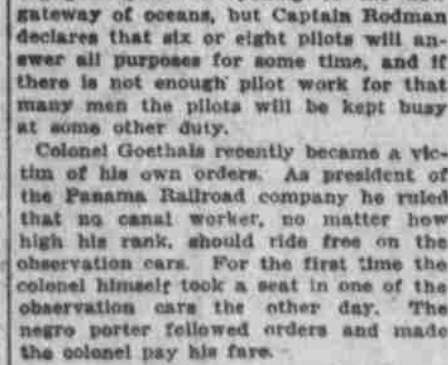 gateway of oceans, but Captain Rodman
declares that six or eight pilots will an-
swer all purposes for some time, and if
there is not enough pilot work for that
many men the pilots will be kept busy
at some other duty.
Colonel Goethals recently became a vic-
tim of his own orders. As president of
the Panama Railroad company he ruled
that no canal worker, no matter how
high his rank, should ride free on the
observation cars. For the first time the
colonel himself took a seat in one of the
observation cars the other day. The
negro porter followed orders and made
the colonel pay his fare.